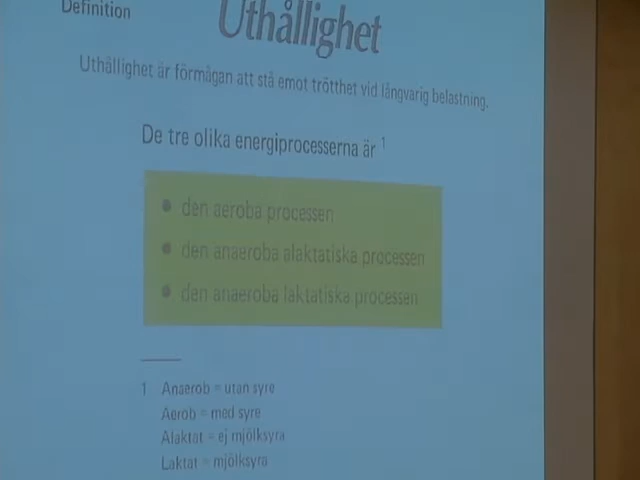 Definition
Uthållighet
Uthållighet är förmågan att stå emot trötthet vid långvarig belastning.
De tre olika energiprocesserna är 1
• den aeroba processen
• den anaeroba alaktatiska processen
• den anaeroba laktatiska processen
1 Anaerob = utan syre
Aerob = med syre
Alaktat = ej mjölksyra
Laktat = mjölksyra